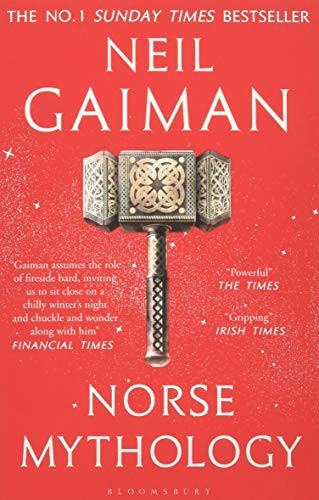 THE NO.1 SUNDAY TIMES BESTSELLER
NEIL
GAIMAN
"Gaiman assumes the role
of fireside bard, inviting
us to sit close on a
chilly winter's night
and chuckle and wonder
along with him"
FINANCIAL TIMES
"Powerful"
THE TIMES
"Gripping
IRISH TIMES
NORSE
MYTHOLOGY
BLOOMSBURY